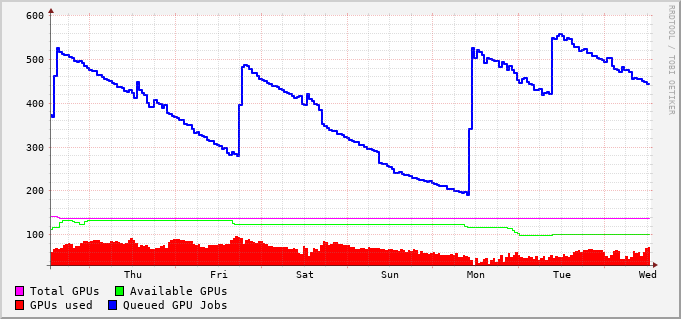 600
500
400
300
200
100
Thu Fri Sat Sun Mon Tue Wed
Total GPUs Available GPUs
GPUs used Queued GPU Jobs
RRDTOOL / TOBI OETIKER